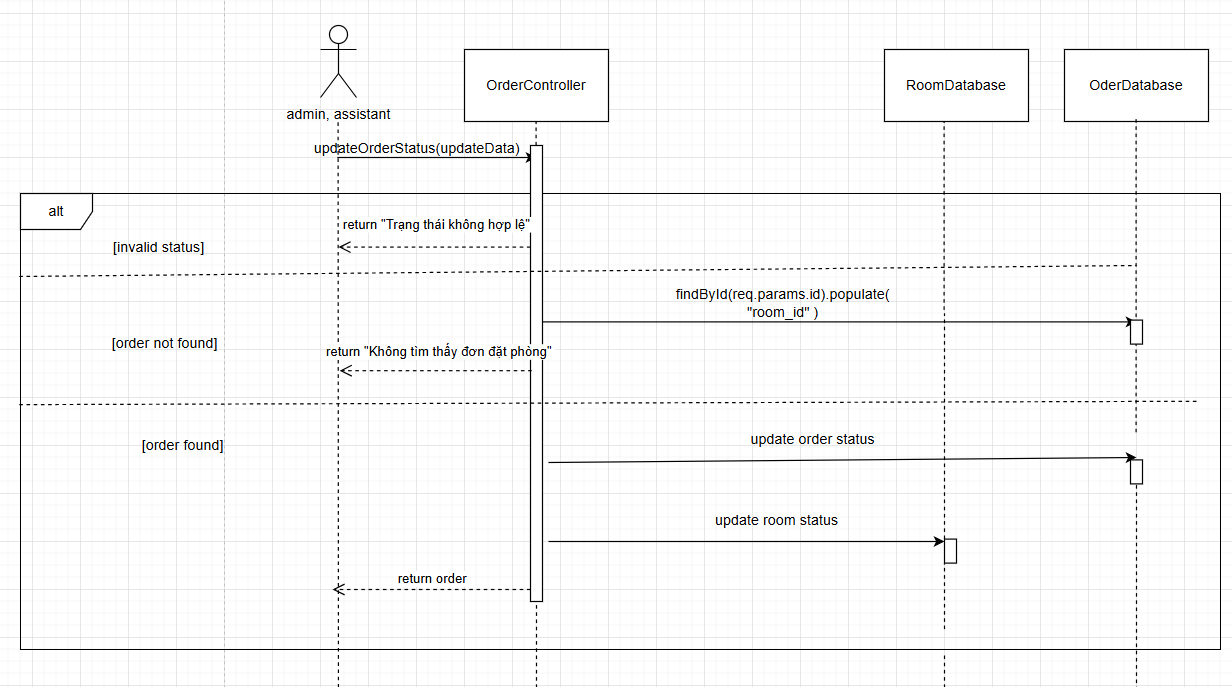 admin, assistant
OrderController
RoomDatabase
OderDatabase
updateOrderStatus(updateData)
alt
return "Trạng thái không hợp lệ"
[invalid status]
findById(req.params.id).populate(
"room_id" )
[order not found]
return "Không tìm thấy đơn đặt phòng"
[order found]
update order status
update room status
return order